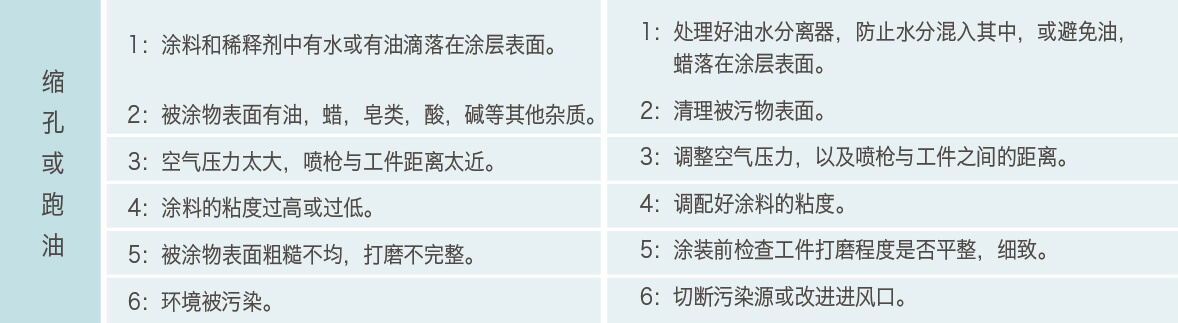 缩孔或跑油
1：涂料和稀释剂中有水或有油滴落在涂层表面。
2：被涂物表面有油，蜡，皂类，酸，碱等其他杂质。
3：空气压力太大，喷枪与工件距离太近。
4：涂料的粘度过高或过低。
5：被涂物表面粗糙不均，打磨不完整。
6：环境被污染。
1：处理好油水分离器，防止水分混入其中，或避免油，
蜡落在涂层表面。
2：清理被污物表面。
3：调整空气压力，以及喷枪与工件之间的距离。
4：调配好涂料的粘度。
5：涂装前检查工件打磨程度是否平整，细致。
6：切断污染源或改进进风口。